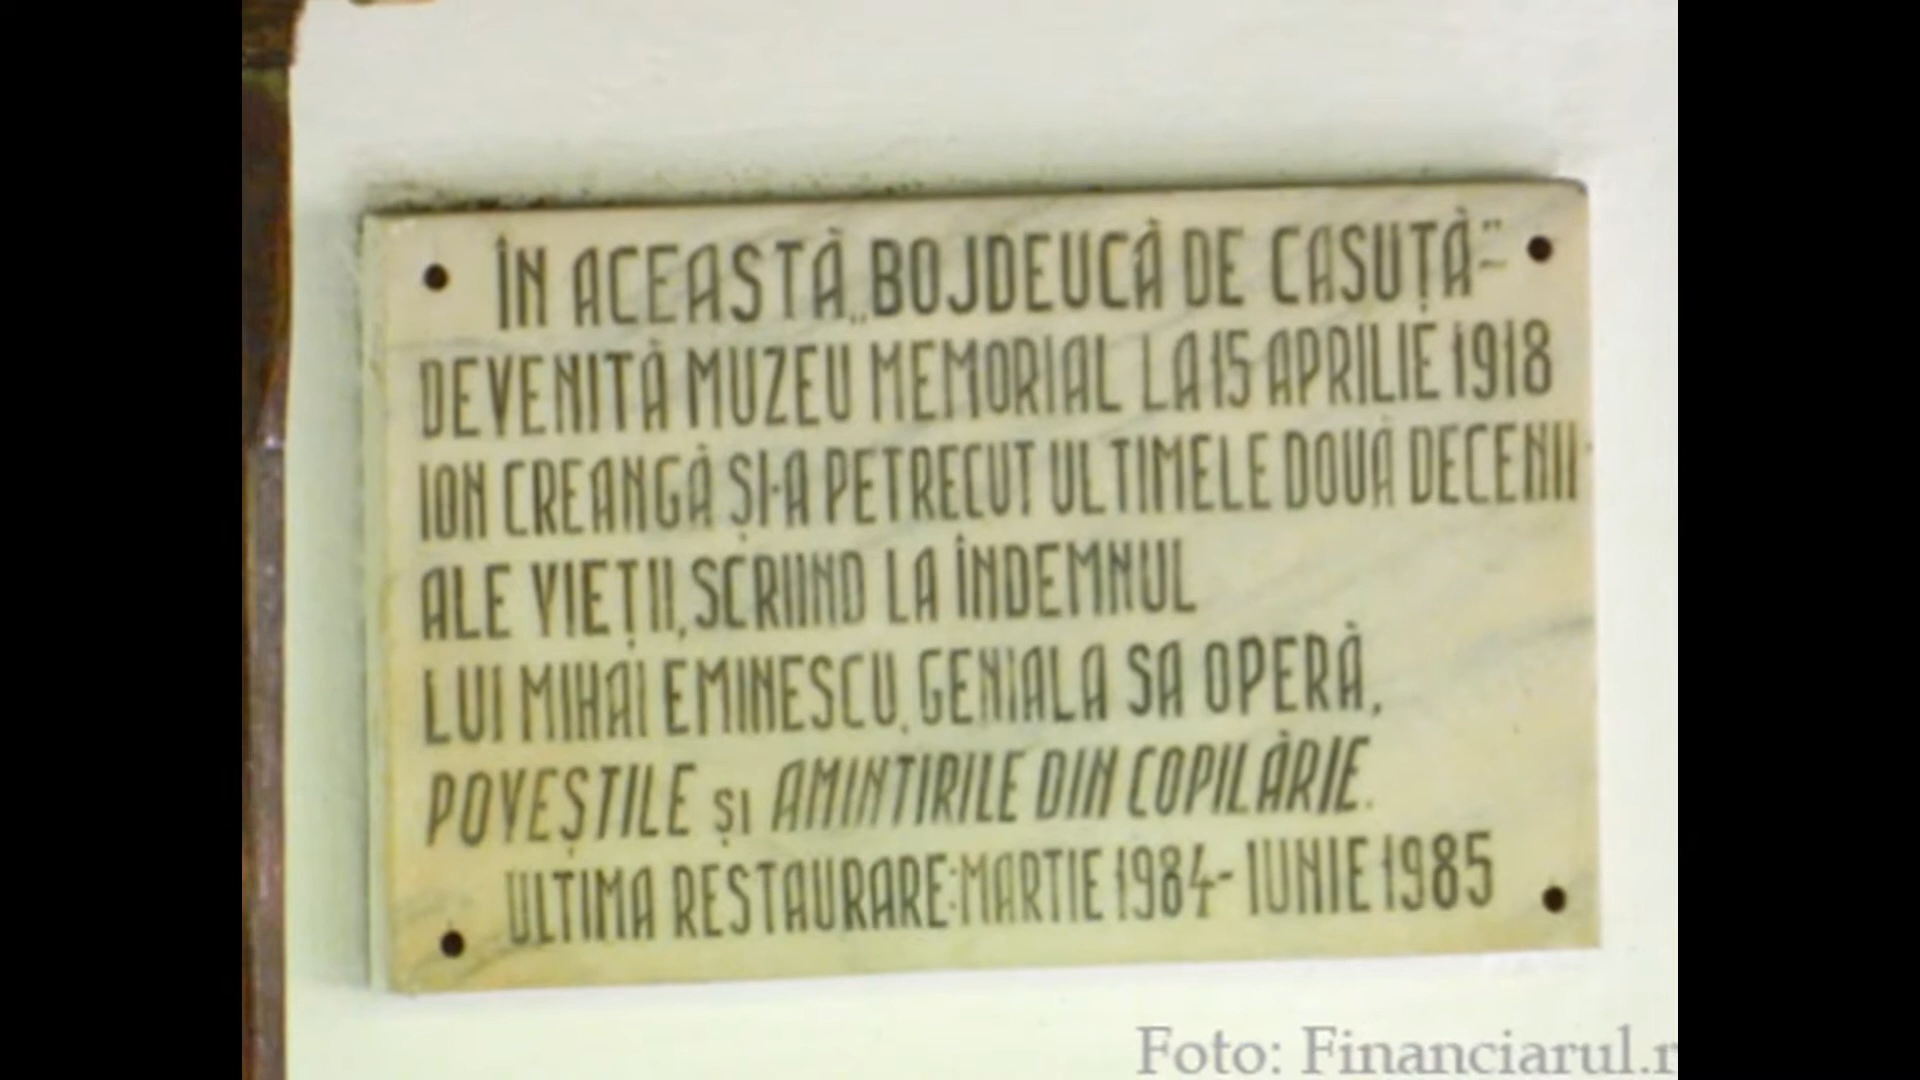 ÎN ACEASTĂ „BOJDEUCĂ DE CASUȚĂ” –
DEVENITĂ MUZEU MEMORIAL LA 15 APRILIE 1918
ION CREANGĂ ȘI-A PETRECUT ULTIMELE DOUĂ DECENII
ALE VIEȚII, SCRIIND LA ÎNDEMNUL
LUI MIHAI EMINESCU, GENIALA SA OPERĂ,
POVEȘTILE și AMINTIRILE DIN COPILĂRIE.
ULTIMA RESTAURARE: MARTIE 1984 - IUNIE 1985
Foto: Financiarul.r